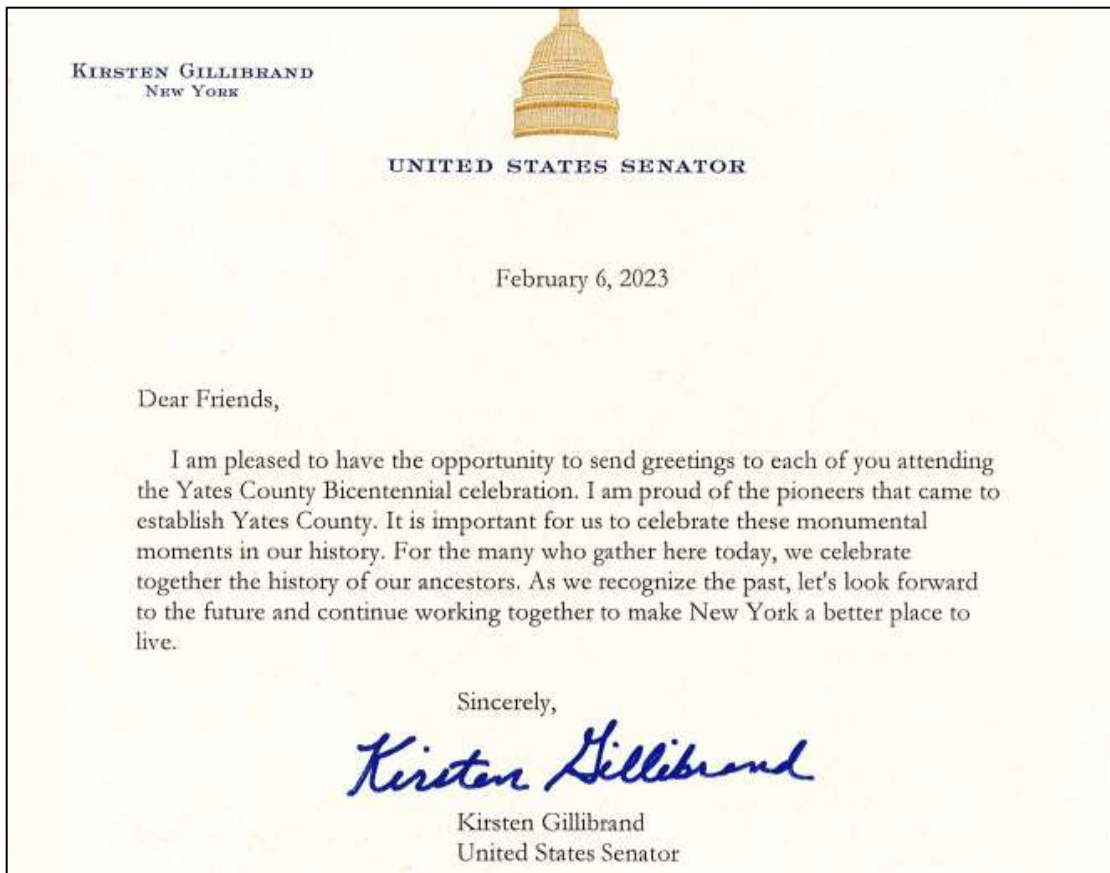 KIRSTEN GILLIBRAND
NEW YORK
UNITED STATES SENATOR
February 6, 2023
Dear Friends,
I am pleased to have the opportunity to send greetings to each of you attending
the Yates County Bicentennial celebration. I am proud of the pioneers that came to
establish Yates County. It is important for us to celebrate these monumental
moments in our history. For the many who gather here today, we celebrate
together the history of our ancestors. As we recognize the past, let's look forward
to the future and continue working together to make New York a better place to
live.
Sincerely,
Kirsten Gillibrand
Kirsten Gillibrand
United States Senator